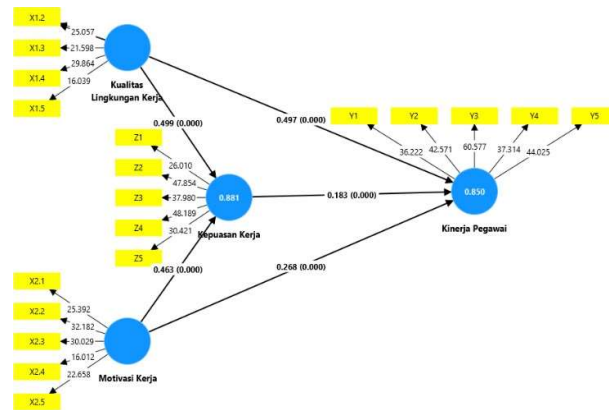 X1.2
25.057
X1.3
21.598
X1.4
29.864
X1.5
16.039
Kualitas
Lingkungan Kerja
0.499 (0.000)
0.497 (0.000)
Z1
26.010
Z2
47.854
Z3
37.980
Z4
48.189
Z5
30.421
0.881
Kepuasan Kerja
0.183 (0.000)
Y1
Y2
Y3
Y4
Y5
36.222
42.571
60.577
37.314
44.025
0.850
Kinerja Pegawai
0.463 (0.000)
0.268 (0.000)
X2.1
25.392
X2.2
32.182
X2.3
30.029
X2.4
16.012
X2.5
22.658
Motivasi Kerja